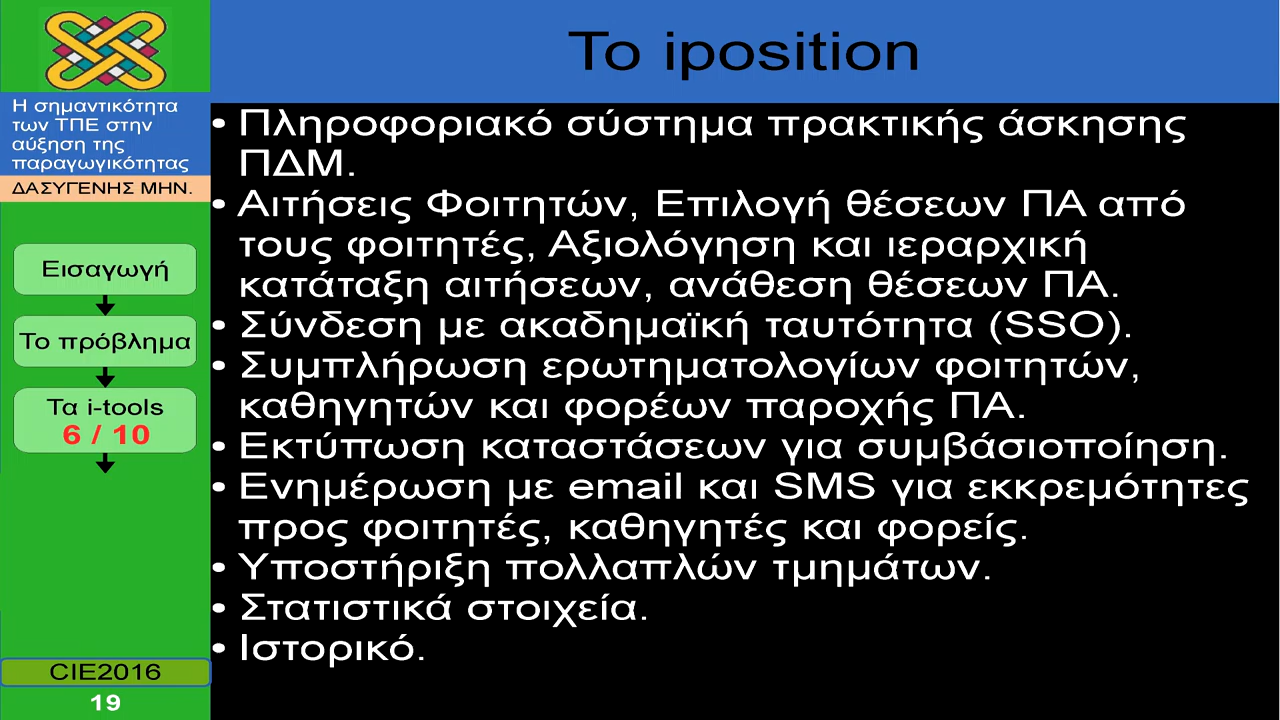 Το iposition
Η σημαντικότητα
των ΤΠΕ στην
αύξηση της
παραγωγικότητας
ΔΑΣΥΓΕΝΗΣ ΜΗΝ.
Εισαγωγή
Το πρόβλημα
Τα i-tools
6 / 10
CIE2016
19
• Πληροφοριακό σύστημα πρακτικής άσκησης
ΠΔΜ.
• Αιτήσεις Φοιτητών, Επιλογή θέσεων ΠΑ από
τους φοιτητές, Αξιολόγηση και ιεραρχική
κατάταξη αιτήσεων, ανάθεση θέσεων ΠΑ.
• Σύνδεση με ακαδημαϊκή ταυτότητα (SSO).
• Συμπλήρωση ερωτηματολογίων φοιτητών,
καθηγητών και φορέων παροχής ΠΑ.
• Εκτύπωση καταστάσεων για συμβάσιοποίηση.
• Ενημέρωση με email και SMS για εκκρεμότητες
προς φοιτητές, καθηγητές και φορείς.
• Υποστήριξη πολλαπλών τμημάτων.
• Στατιστικά στοιχεία.
• Ιστορικό.